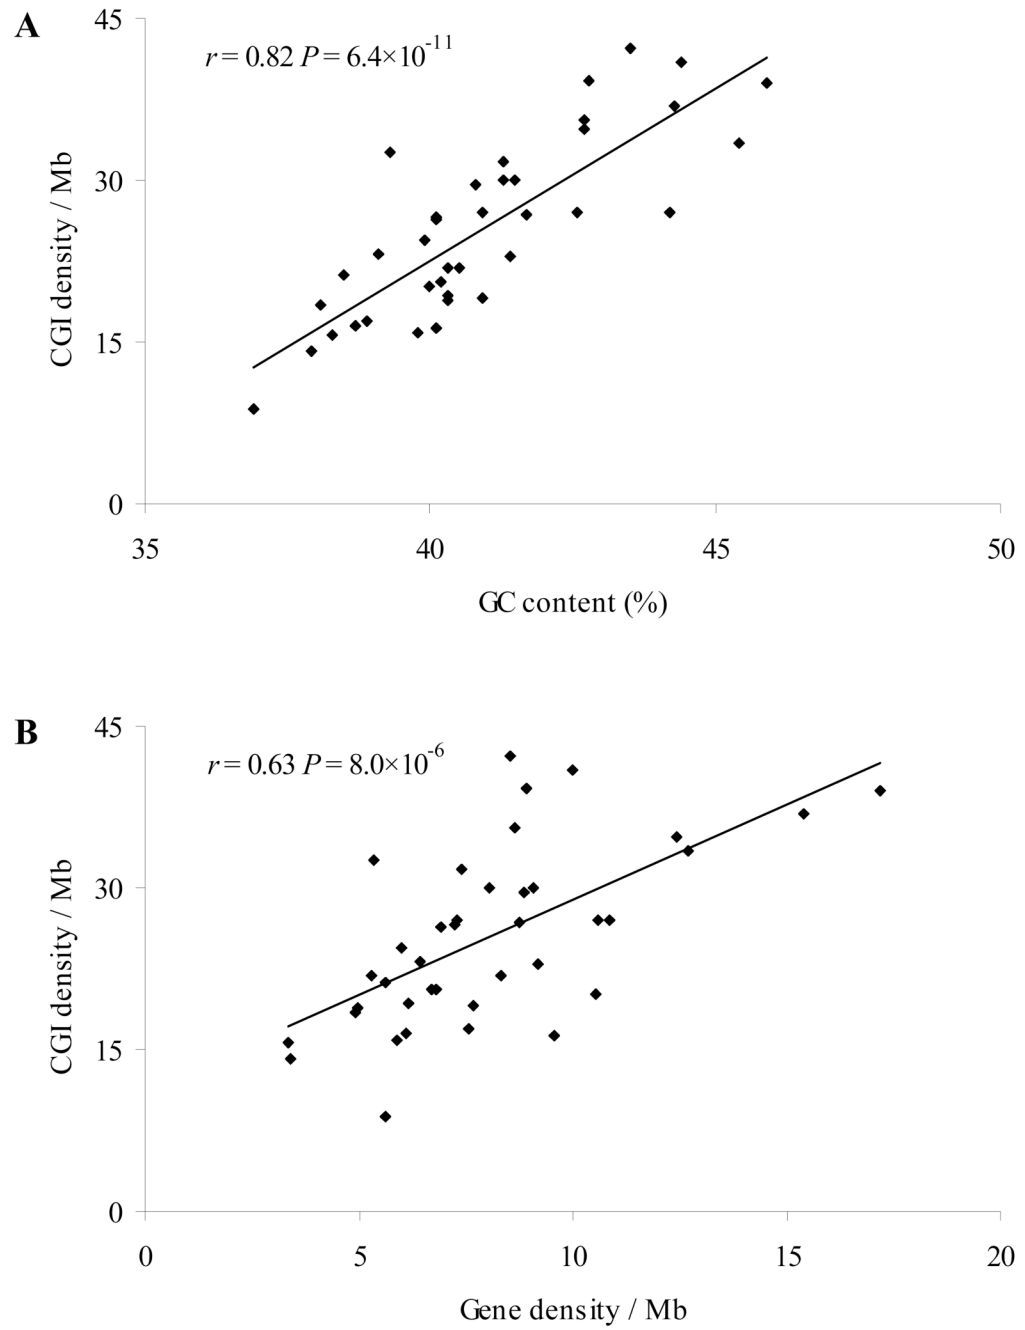 A
r = 0.82 P = 6.4×10⁻¹¹
45
30
15
0
CGI density / Mb
35 40 45 50
GC content (%)
B
r = 0.63 P = 8.0×10⁻⁶
45
30
15
0
CGI density / Mb
0 5 10 15 20
Gene density / Mb